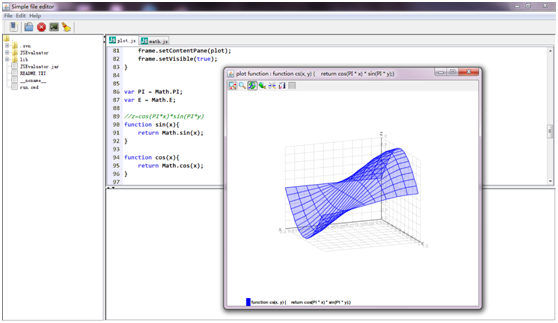 Simple file editor
File Edit Help
.svn
JSEvaluator
lib
JSEvaluator.jar
README.TXT
run.cmd
plot.js
math.js
81 frame.setContentPane(plot);
82 frame.setVisible(true);
83 }
84
85
86 var PI = Math.PI;
87 var E = Math.E;
88
89 //z=cos(PI*x)*sin(PI*y)
90 function sin(x){
91 return Math.sin(x);
92 }
93
94 function cos(x){
95 return Math.cos(x);
96 }
97
plot function : function cs(x, y) { return cos(PI * x) * sin(PI * y);}
function cs(x, y) { return cos(PI * x) * sin(PI * y);}